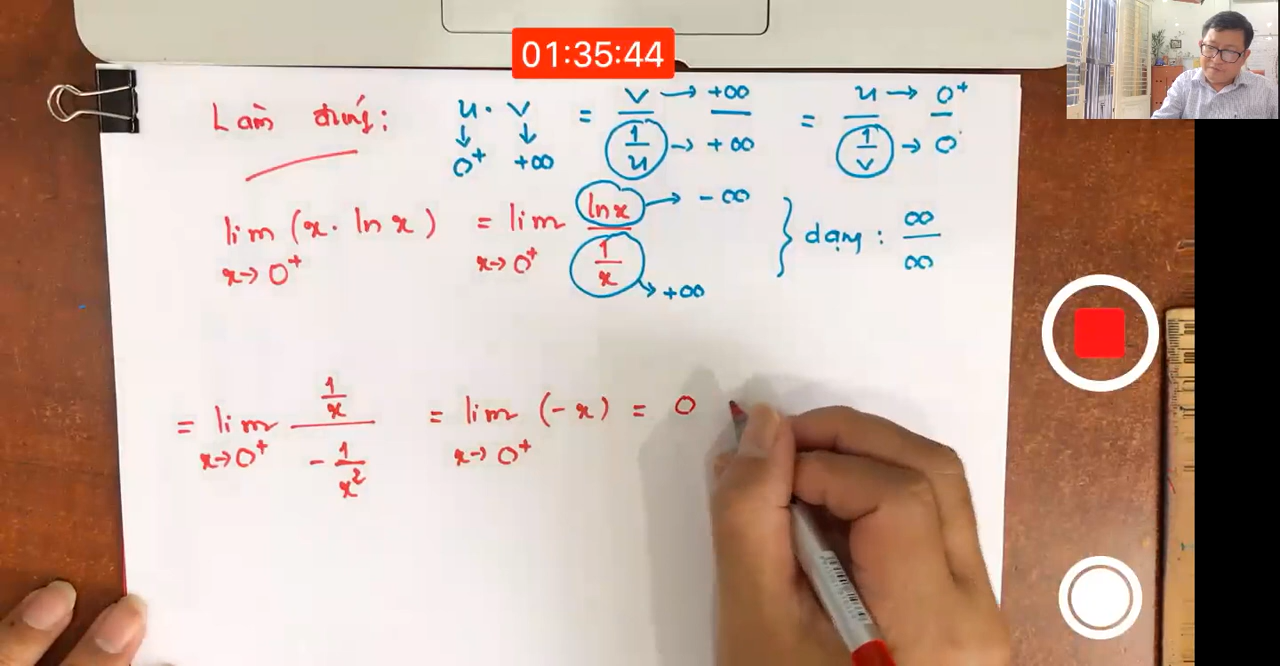 01:35:44
Làm đúng: u . v = v → +∞ / 1/u → +∞ = u → 0⁺ / 1/v → 0
↓ 0⁺ ↓ +∞
lim x→0⁺ (x . ln x) = lim x→0⁺ ln x / 1/x
→ -∞
→ +∞
} dạng : ∞/∞
= lim x→0⁺ 1/x / - 1/x² = lim x→0⁺ (- x) = 0